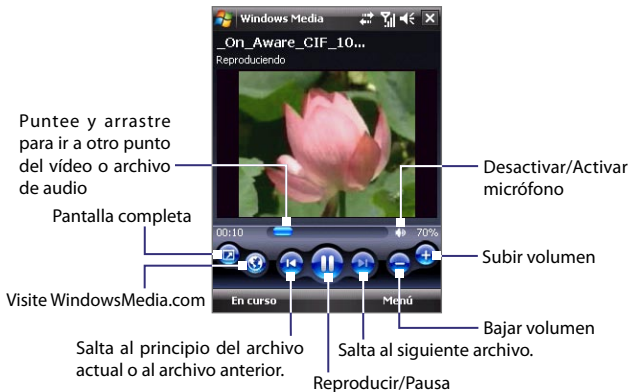 Windows Media
_On_Aware_CIF_10...
Reproduciendo
Puntee y arrastre
para ir a otro punto
del vídeo o archivo
de audio
Desactivar/Activar
micrófono
Pantalla completa
00:10
70%
Subir volumen
Visite WindowsMedia.com
En curso
Menú
Bajar volumen
Salta al principio del archivo
actual o al archivo anterior.
Salta al siguiente archivo.
Reproducir/Pausa